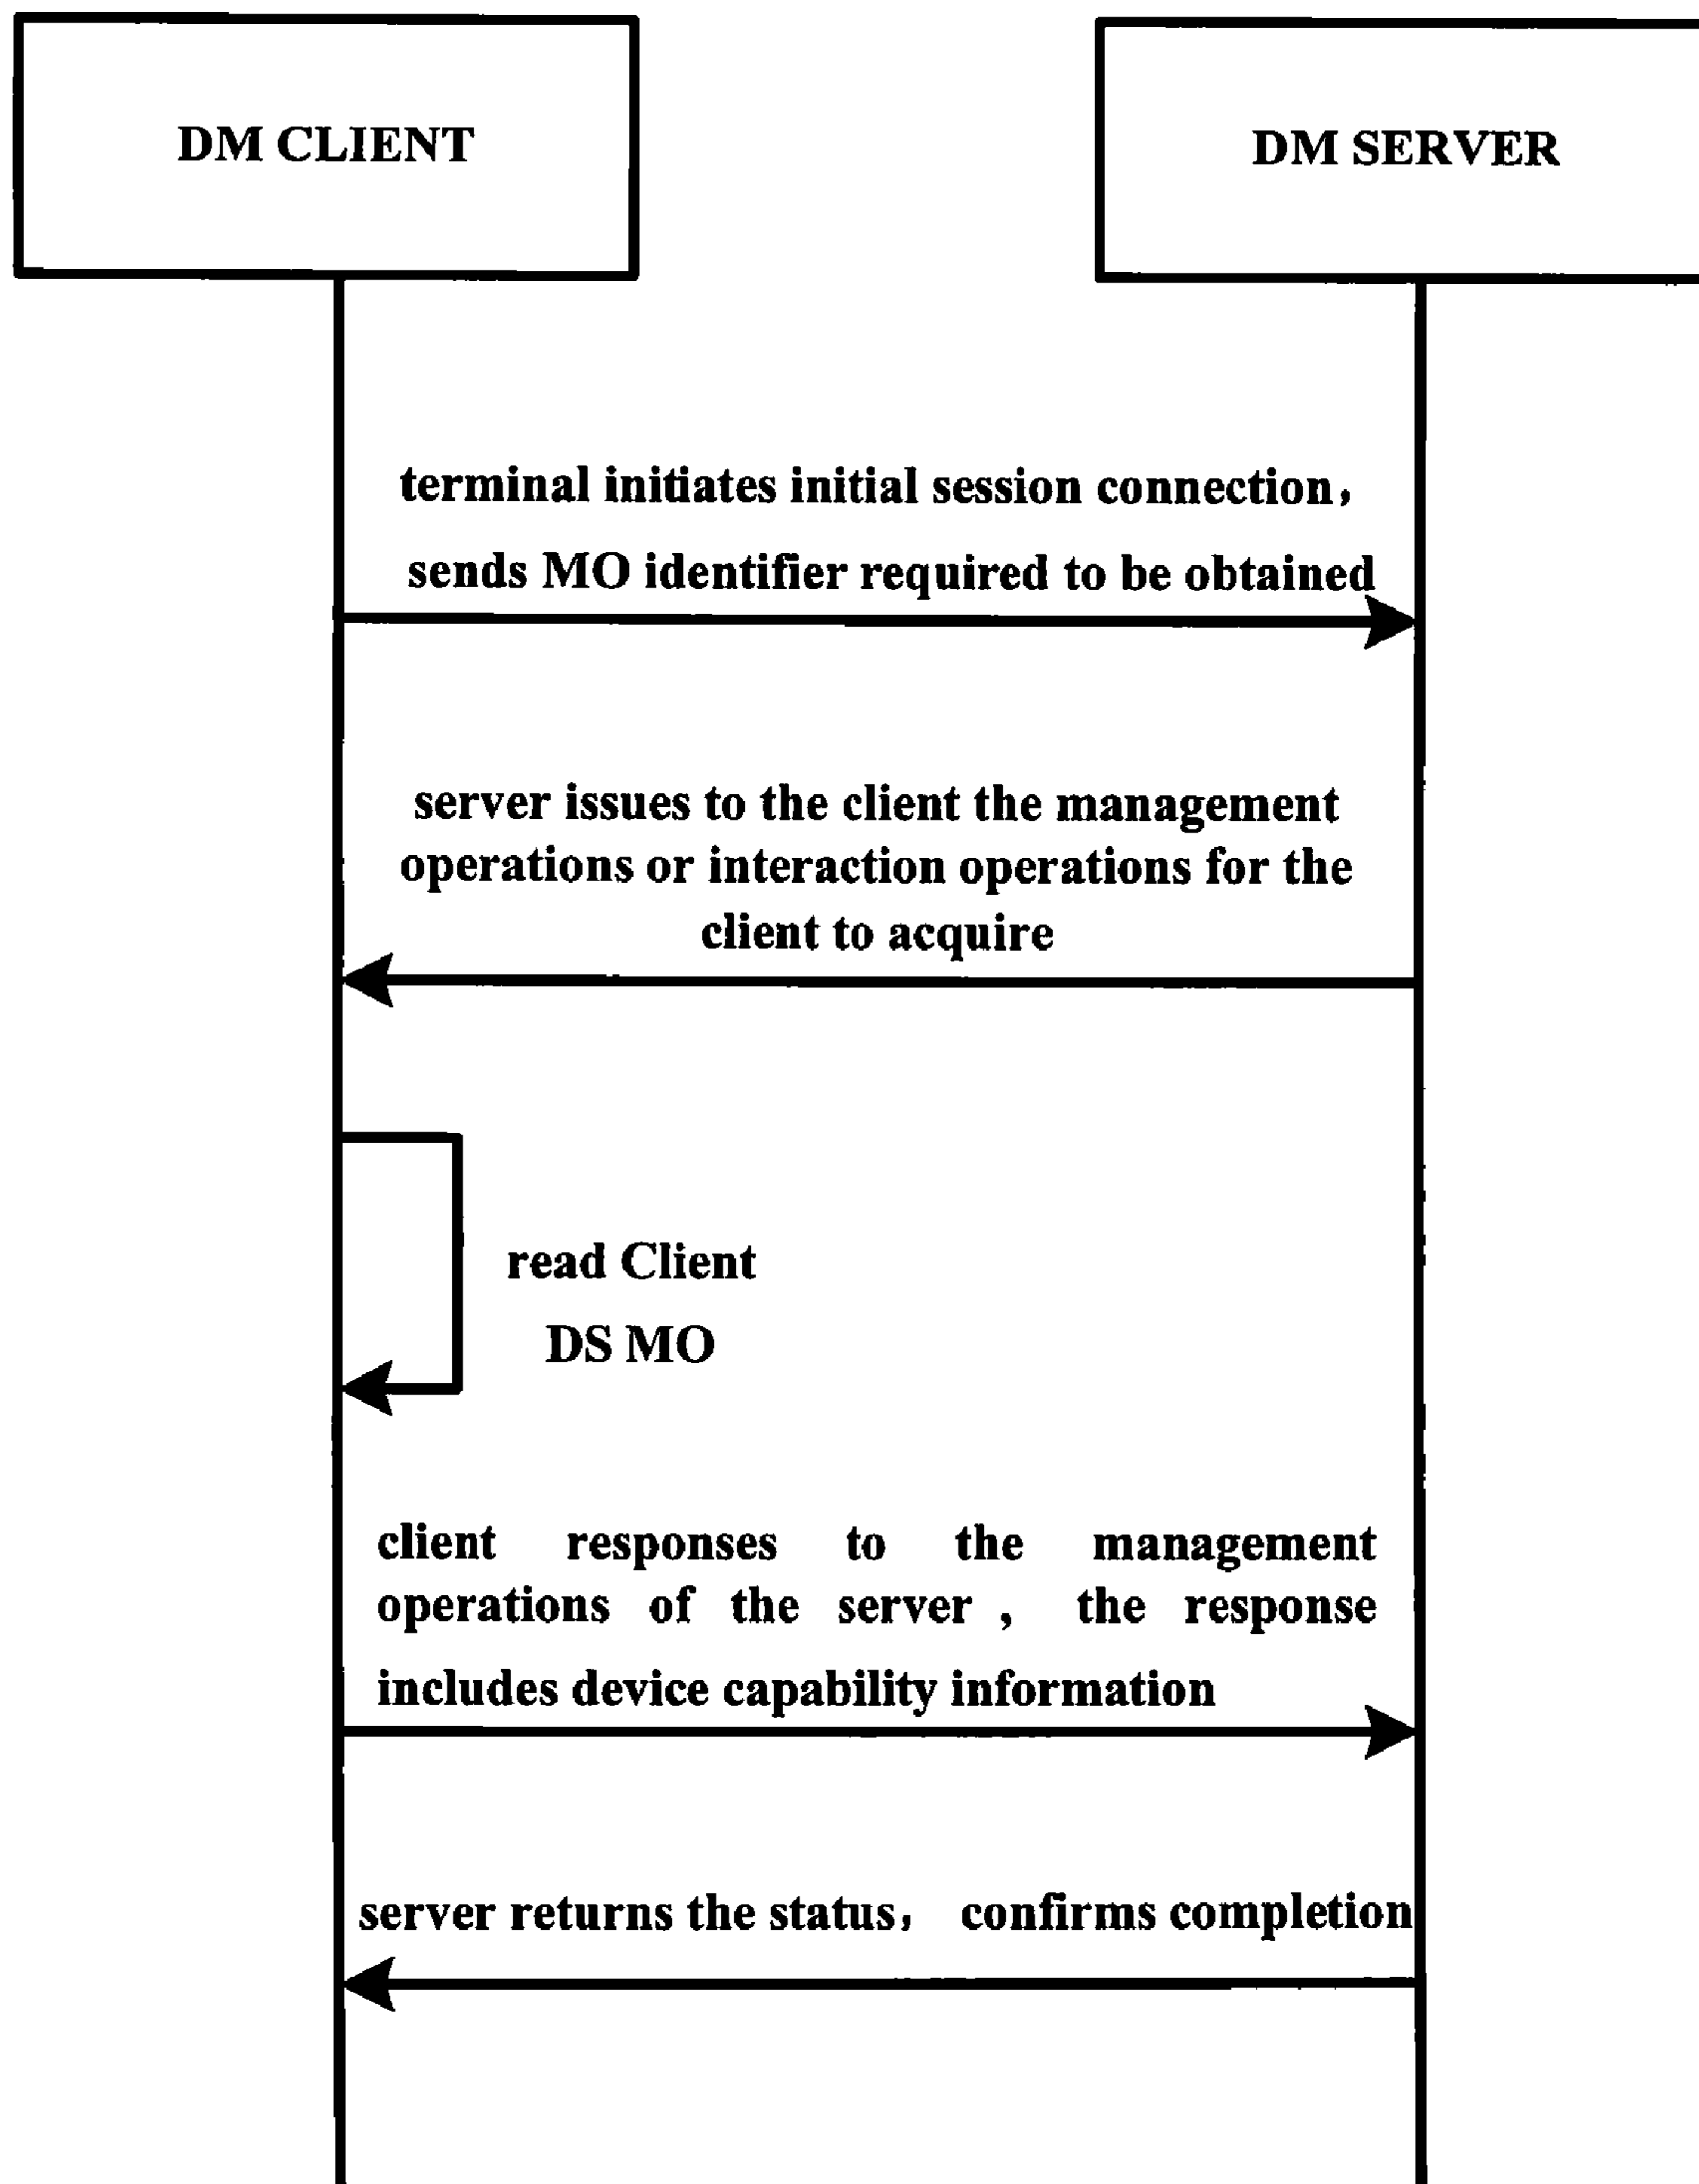 DM CLIENT
DM SERVER
terminal initiates initial session connection，
sends MO identifier required to be obtained
server issues to the client the management
operations or interaction operations for the
client to acquire
read Client
DS MO
client responses to the management
operations of the server , the response
includes device capability information
server returns the status， confirms completion